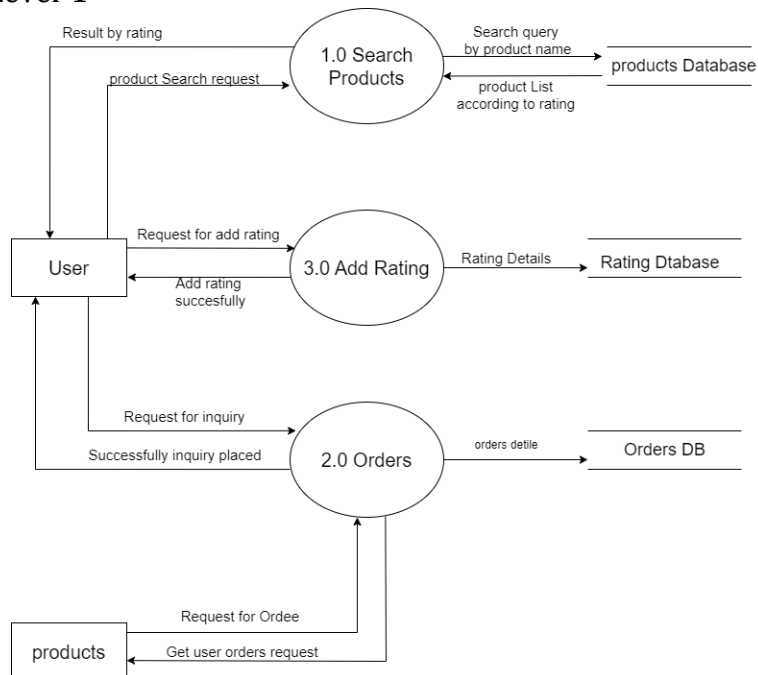 Result by rating
1.0 Search
Products
Search query
by product name
products Database
product Search request
product List
according to rating
Request for add rating
User
3.0 Add Rating
Rating Details
Rating Dtabase
Add rating
succesfully
Request for inquiry
Successfully inquiry placed
2.0 Orders
orders detile
Orders DB
Request for Ordee
products
Get user orders request